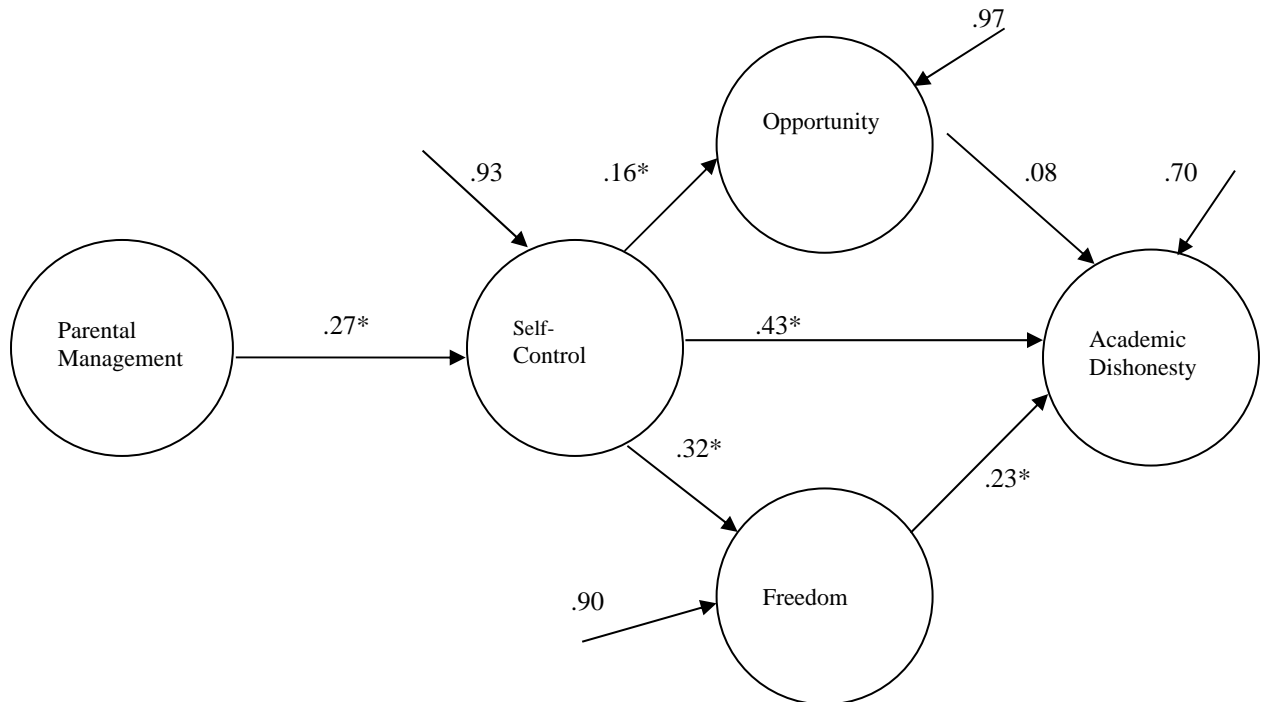 .97
Opportunity
.93
.16*
.08
.70
Parental
Management
.27*
Self-
Control
.43*
Academic
Dishonesty
.32*
.23*
.90
Freedom